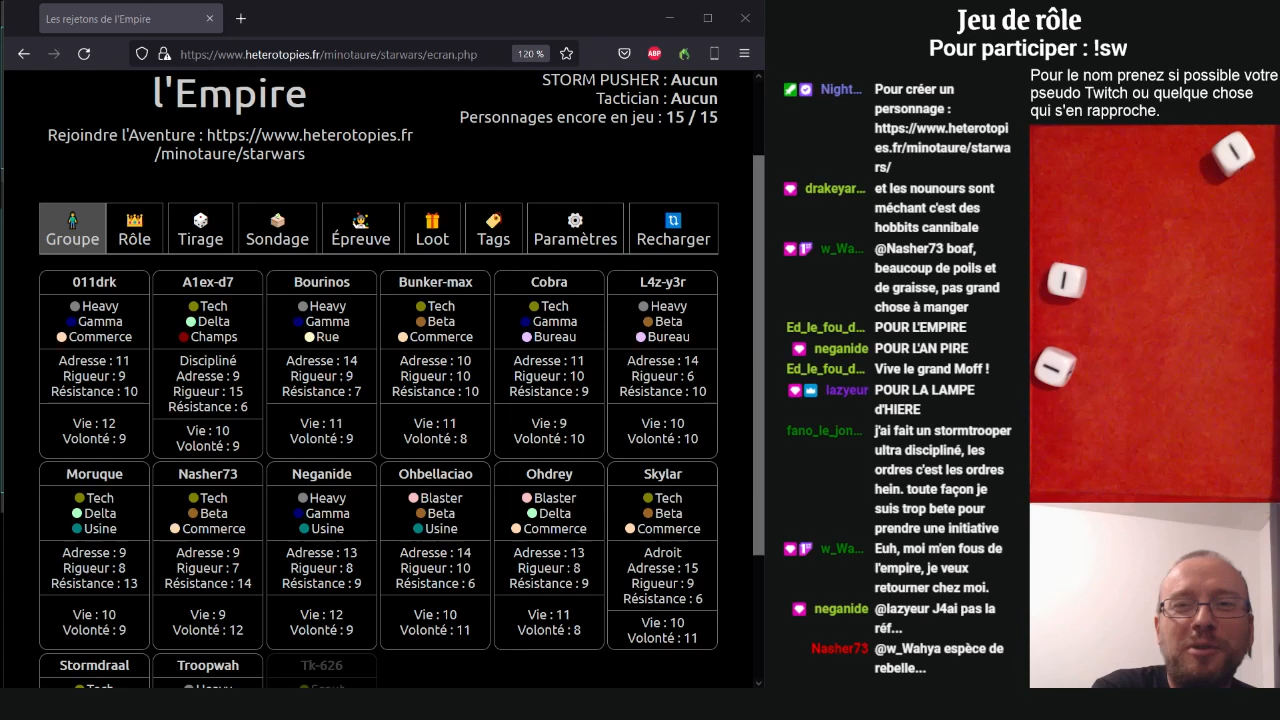 Les rejetons de l'Empire
https://www.heterotopies.fr/minotaure/starwars/ecran.php
120 %
ABP
l'Empire
Rejoindre l'Aventure : https://www.heterotopies.fr
/minotaure/starwars
STORM PUSHER : Aucun
Tactician : Aucun
Personnages encore en jeu : 15 / 15
Groupe Rôle Tirage Sondage Épreuve Loot Tags Paramètres Recharger
011drk
Heavy
Gamma
Commerce
Adresse : 11
Rigueur : 9
Résistance : 10
Vie : 12
Volonté : 9
A1ex-d7
Tech
Delta
Champs
Discipliné
Adresse : 9
Rigueur : 15
Résistance : 6
Vie : 10
Volonté : 9
Bourinos
Heavy
Gamma
Rue
Adresse : 14
Rigueur : 9
Résistance : 7
Vie : 11
Volonté : 9
Bunker-max
Tech
Beta
Commerce
Adresse : 10
Rigueur : 10
Résistance : 10
Vie : 11
Volonté : 8
Cobra
Tech
Gamma
Bureau
Adresse : 11
Rigueur : 10
Résistance : 9
Vie : 9
Volonté : 10
L4z-y3r
Heavy
Beta
Bureau
Adresse : 14
Rigueur : 6
Résistance : 10
Vie : 10
Volonté : 10
Moruque
Tech
Delta
Usine
Adresse : 9
Rigueur : 8
Résistance : 13
Vie : 10
Volonté : 9
Nasher73
Tech
Beta
Commerce
Adresse : 9
Rigueur : 7
Résistance : 14
Vie : 9
Volonté : 12
Neganide
Heavy
Gamma
Usine
Adresse : 13
Rigueur : 8
Résistance : 9
Vie : 12
Volonté : 9
Ohbellaciao
Blaster
Beta
Usine
Adresse : 14
Rigueur : 10
Résistance : 6
Vie : 10
Volonté : 11
Ohdrey
Blaster
Delta
Commerce
Adresse : 13
Rigueur : 8
Résistance : 9
Vie : 11
Volonté : 8
Skylar
Tech
Beta
Commerce
Adroit
Adresse : 15
Rigueur : 9
Résistance : 6
Vie : 10
Volonté : 11
Stormdraal
Tech
Troopwah
Heavy
Tk-626
Scout
Jeu de rôle
Pour participer : !sw
Pour le nom prenez si possible votre
pseudo Twitch ou quelque chose
qui s'en rapproche.
Night... Pour créer un
personnage :
https://www.heterotopi
es.fr/minotaure/starwa
rs/
drakeyar... et les nounours sont
méchant c'est des
hobbits cannibale
w_Wa... @Nasher73 boaf,
beaucoup de poils et
de graisse, pas grand
chose à manger
Ed_le_fou_d... POUR L'EMPIRE
neganide POUR L'AN PIRE
Ed_le_fou_d... Vive le grand Moff !
lazyeur POUR LA LAMPE
d'HIERE
fano_le_jon... j'ai fait un stormtrooper
ultra discipliné, les
ordres c'est les ordres
hein. toute façon je
suis trop bete pour
prendre une initiative
w_Wa... Euh, moi m'en fous de
l'empire, je veux
retourner chez moi.
neganide @lazyeur J4ai pas la
réf...
Nasher73 @w_Wahya espèce de
rebelle...